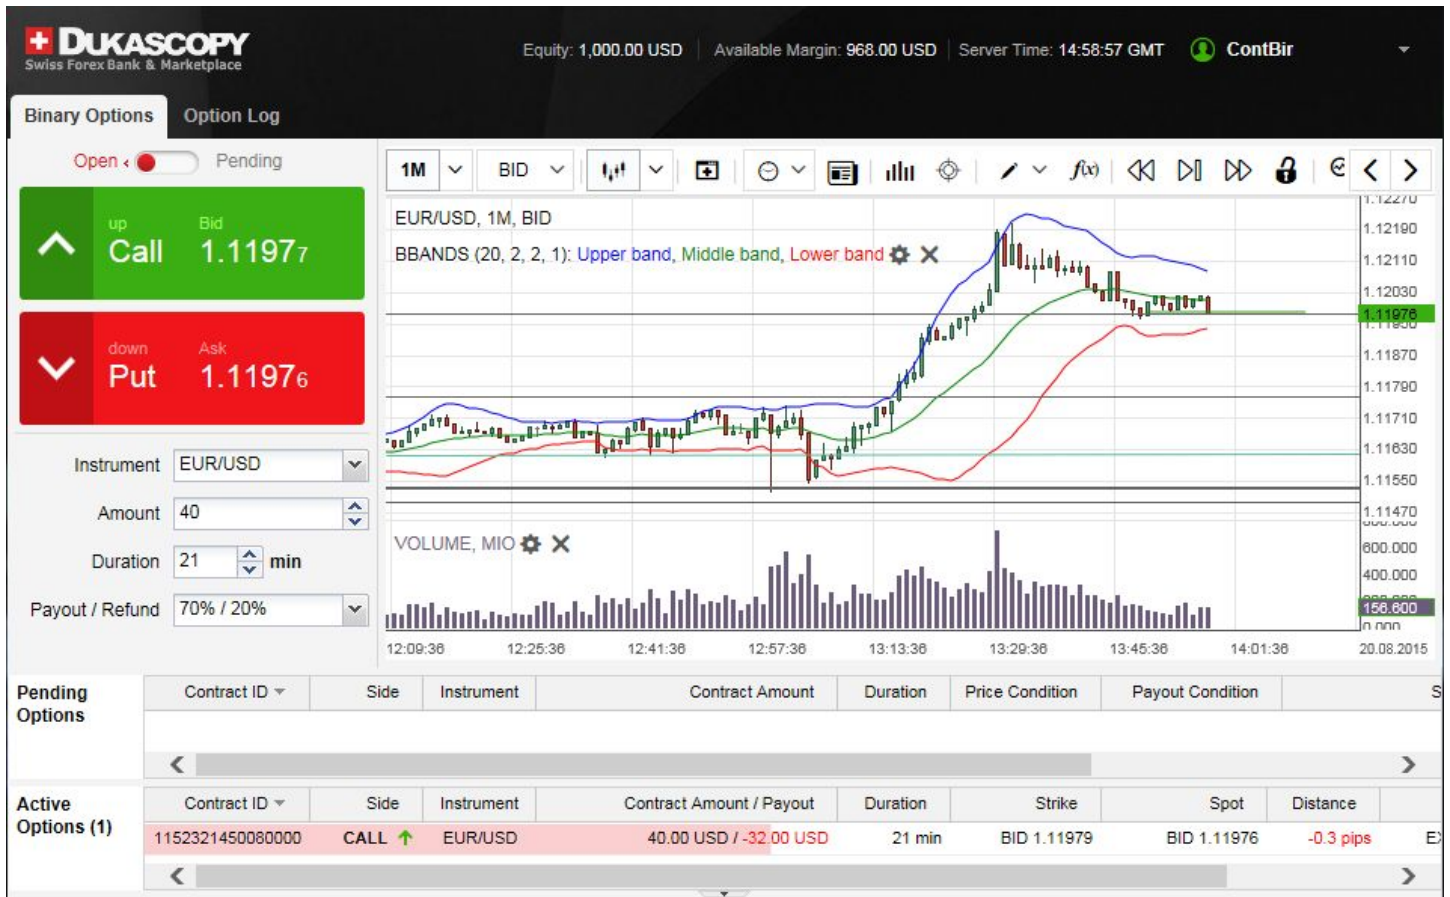 DUKASCOPY
Swiss Forex Bank & Marketplace
Equity: 1,000.00 USD
Available Margin: 968.00 USD
Server Time: 14:58:57 GMT
ContBir
Binary Options
Option Log
Open
Pending
up
Call
Bid
1.11977
down
Put
Ask
1.11976
Instrument
EUR/USD
Amount
40
Duration
21
min
Payout / Refund
70% / 20%
1M
BID
f(x)
EUR/USD, 1M, BID
BBANDS (20, 2, 2, 1): Upper band, Middle band, Lower band
1.12270
1.12190
1.12110
1.12030
1.11976
1.11950
1.11870
1.11790
1.11710
1.11630
1.11550
1.11470
VOLUME, MIO
600.000
400.000
156.600
0.000
12:09:36
12:25:36
12:41:36
12:57:36
13:13:36
13:29:36
13:45:36
14:01:36
20.08.2015
Pending Options
Contract ID
Side
Instrument
Contract Amount
Duration
Price Condition
Payout Condition
S
Active Options (1)
Contract ID
Side
Instrument
Contract Amount / Payout
Duration
Strike
Spot
Distance
1152321450080000
CALL
EUR/USD
40.00 USD / -32.00 USD
21 min
BID 1.11979
BID 1.11976
-0.3 pips